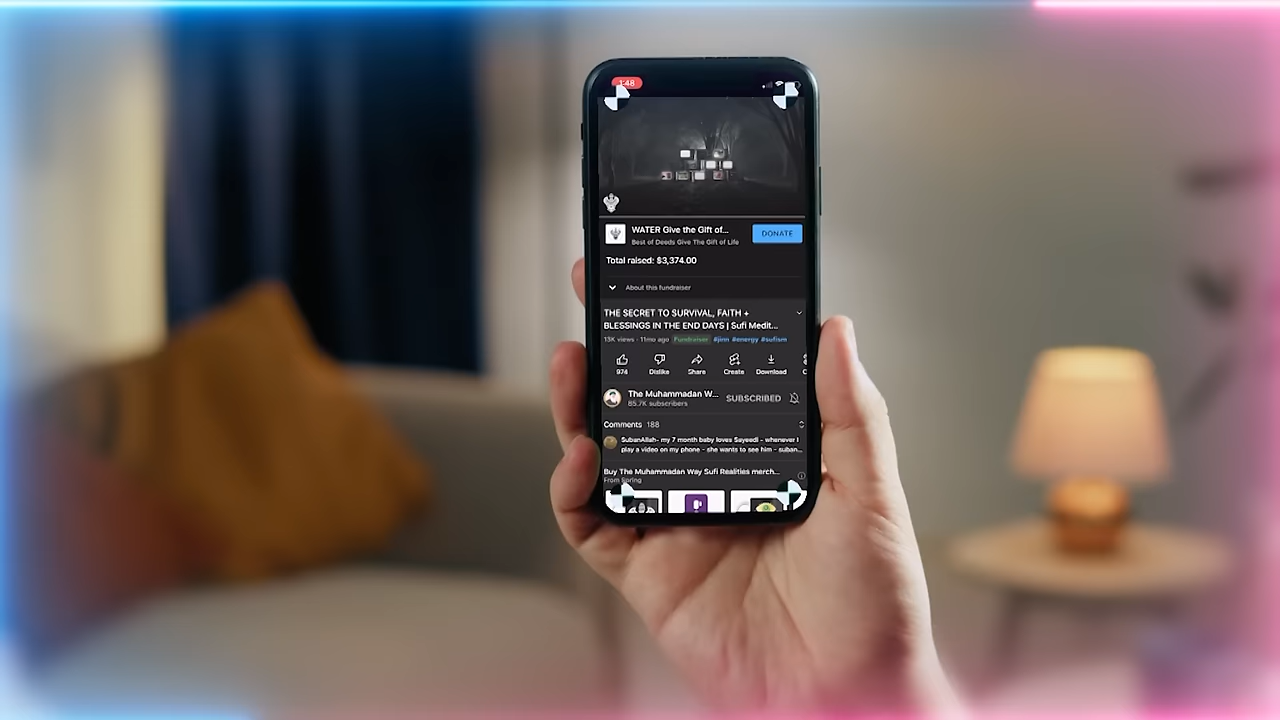 1:48
WATER Give the Gift of...
Best of Deeds Give The Gift of Life
DONATE
Total raised: $3,374.00
About this fundraiser
THE SECRET TO SURVIVAL, FAITH +
BLESSINGS IN THE END DAYS | Sufi Medit...
13K views · 11mo ago Fundraiser #jinn #energy #sufism
974 Dislike Share Create Download
The Muhammadan W...
85.7K subscribers
SUBSCRIBED
Comments 188
SubanAllah- my 7 month baby loves Sayeedi - whenever I
play a video on my phone - she wants to see him - suban...
Buy The Muhammadan Way Sufi Realities merch...
From Spring